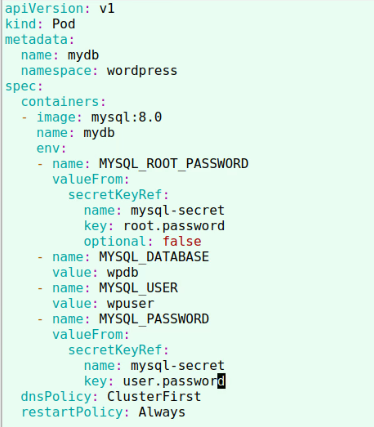 apiVersion: v1
kind: Pod
metadata:
  name: mydb
  namespace: wordpress
spec:
  containers:
  - image: mysql:8.0
    name: mydb
    env:
    - name: MYSQL_ROOT_PASSWORD
      valueFrom:
        secretKeyRef:
          name: mysql-secret
          key: root.password
          optional: false
    - name: MYSQL_DATABASE
      value: wpdb
    - name: MYSQL_USER
      value: wpuser
    - name: MYSQL_PASSWORD
      valueFrom:
        secretKeyRef:
          name: mysql-secret
          key: user.password
  dnsPolicy: ClusterFirst
  restartPolicy: Always